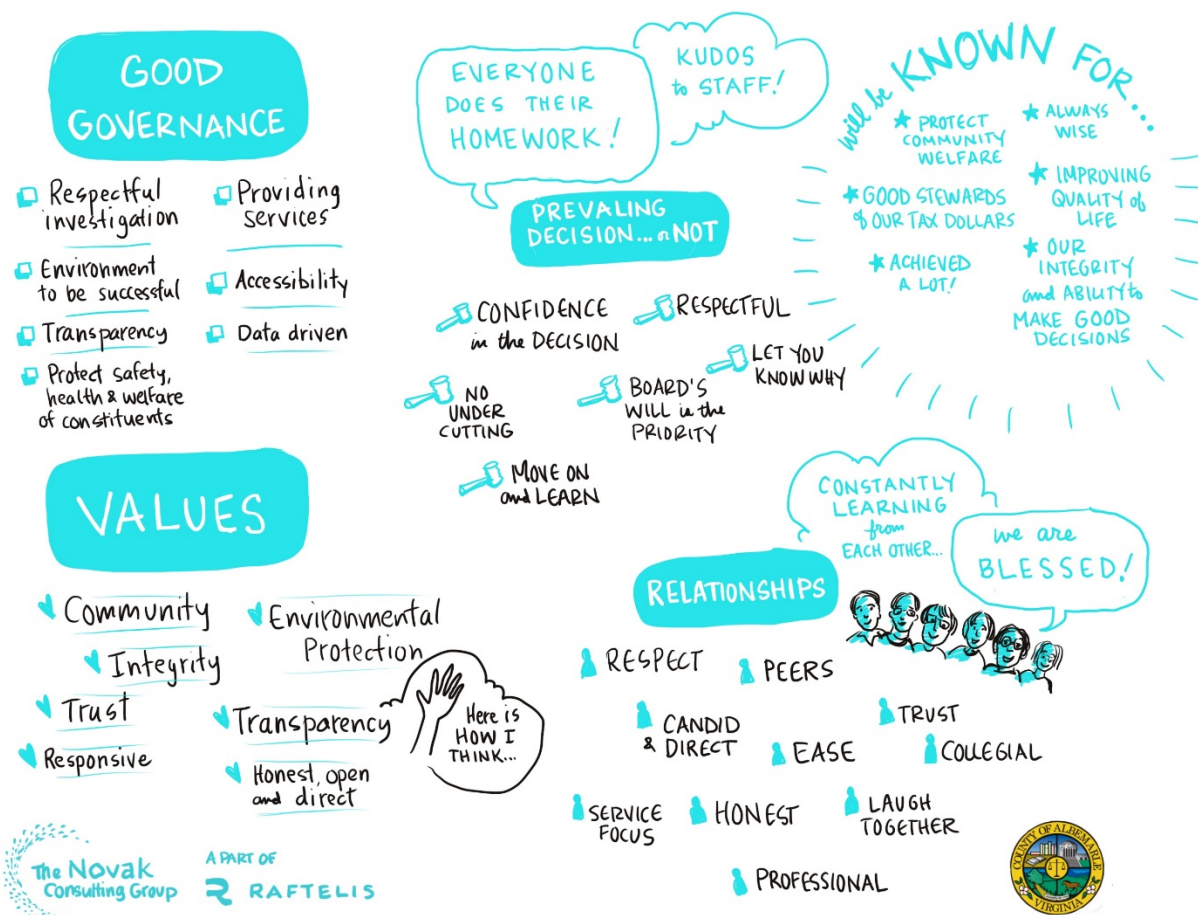 GOOD
GOVERNANCE
Respectful
investigation
Environment
to be successful
Transparency
Protect safety,
health & welfare
of constituents
Providing
services
Accessibility
Data driven
EVERYONE
DOES THEIR
HOMEWORK!
KUDOS
to STAFF!
PREVALING
DECISION... or NOT
CONFIDENCE
in the DECISION
RESPECTFUL
LET YOU
KNOW WHY
NO
UNDER
CUTTING
BOARD'S
WILL is the
PRIORITY
MOVE ON
and LEARN
will be KNOWN FOR...
PROTECT
COMMUNITY
WELFARE
GOOD STEWARDS
of OUR TAX DOLLARS
ACHIEVED
A LOT!
ALWAYS
WISE
IMPROVING
QUALITY of
LIFE
OUR
INTEGRITY
and ABILITY to
MAKE GOOD
DECISIONS
VALUES
Community
Integrity
Trust
Responsive
Environmental
Protection
Transparency
Honest, open
and direct
Here is
HOW I
THINK...
RELATIONSHIPS
CONSTANTLY
LEARNING
from
EACH OTHER...
we are
BLESSED!
RESPECT
PEERS
CANDID
& DIRECT
TRUST
EASE
COLLEGIAL
SERVICE
FOCUS
HONEST
LAUGH
TOGETHER
PROFESSIONAL
The Novak
Consulting Group
A PART OF
RAFTELIS
COUNTY OF ALBEMARLE
VIRGINIA